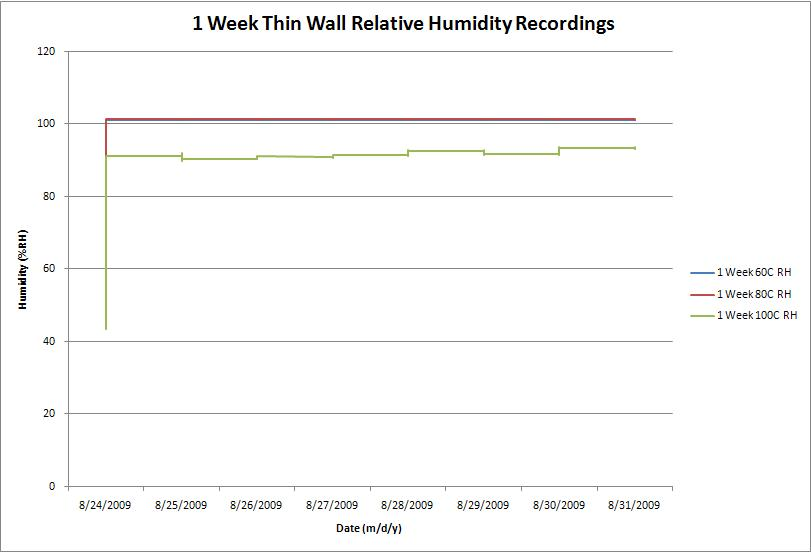 1 Week Thin Wall Relative Humidity Recordings
120
100
80
60
40
20
0
Humidity (%RH)
8/24/2009 8/25/2009 8/26/2009 8/27/2009 8/28/2009 8/29/2009 8/30/2009 8/31/2009
Date (m/d/y)
1 Week 60C RH
1 Week 80C RH
1 Week 100C RH